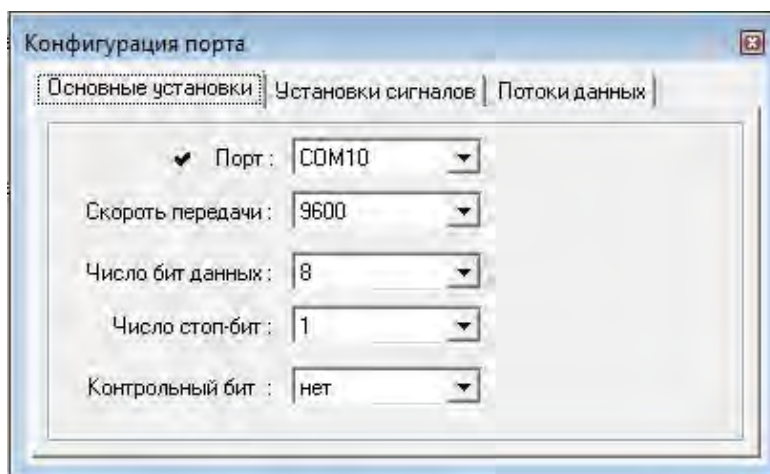 Конфигурация порта
Основные установки Установки сигналов Потоки данных
Порт : COM10
Скороть передачи : 9600
Число бит данных : 8
Число стоп-бит : 1
Контрольный бит : нет